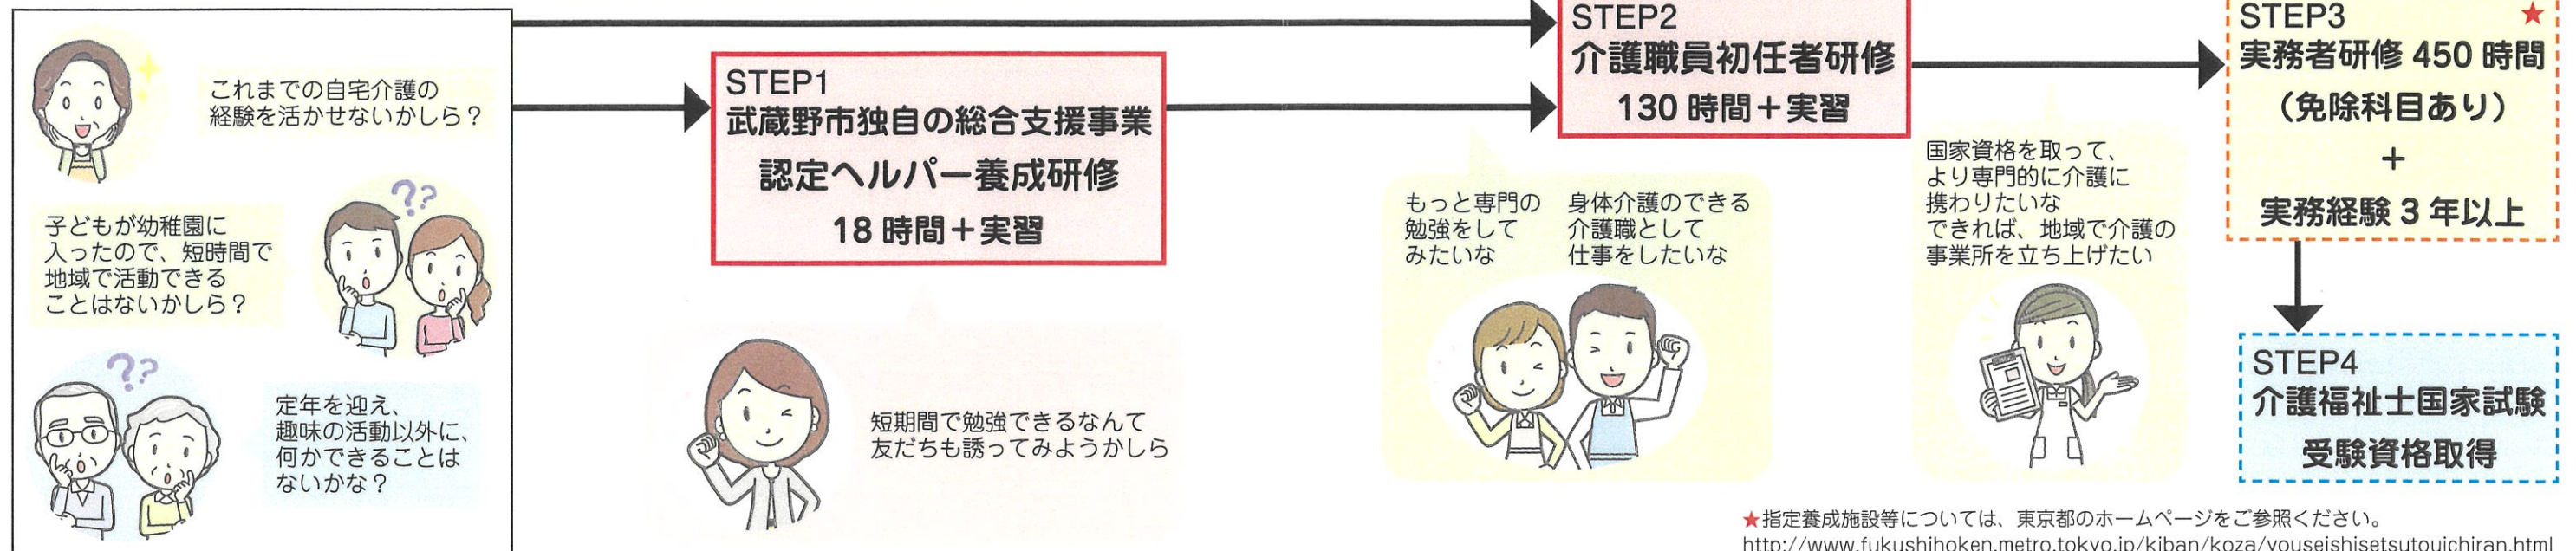 これまでの自宅介護の
経験を活かせないかしら？
??
子どもが幼稚園に
入ったので、短時間で
地域で活動できる
ことはないかしら？
??
定年を迎え、
趣味の活動以外に、
何かできることは
ないかな？
STEP1
武蔵野市独自の総合支援事業
認定ヘルパー養成研修
18時間＋実習
短期間で勉強できるなんて
友だちも誘ってみようかしら
STEP2
介護職員初任者研修
130時間＋実習
もっと専門の
勉強をして
みたいな
身体介護のできる
介護職として
仕事をしたいな
国家資格を取って、
より専門的に介護に
携わりたいな
できれば、地域で介護の
事業所を立ち上げたい
STEP3 ★
実務者研修450時間
（免除科目あり）
＋
実務経験3年以上
STEP4
介護福祉士国家試験
受験資格取得
★指定養成施設等については、東京都のホームページをご参照ください。
http://www.fukushihoken.metro.tokyo.jp/kiban/koza/youseishisetsutouichiran.html